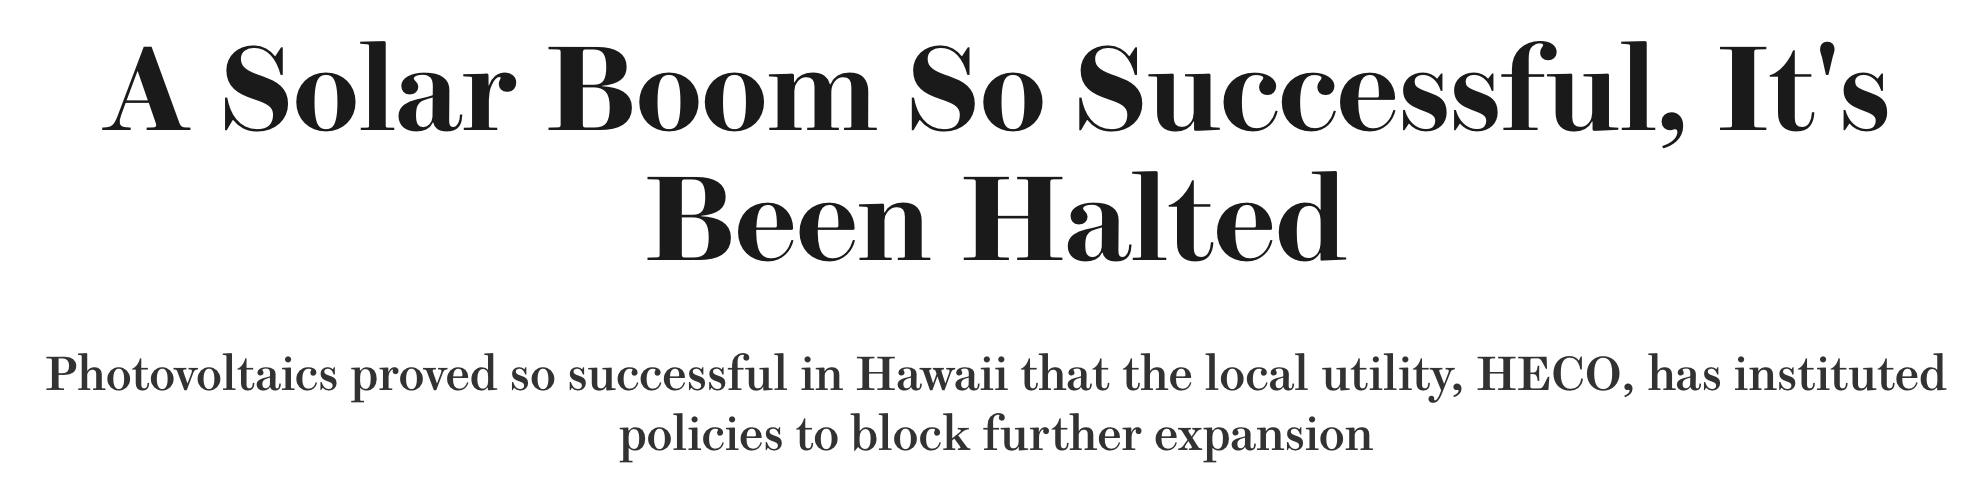 A Solar Boom So Successful, It's
Been Halted
Photovoltaics proved so successful in Hawaii that the local utility, HECO, has instituted
policies to block further expansion